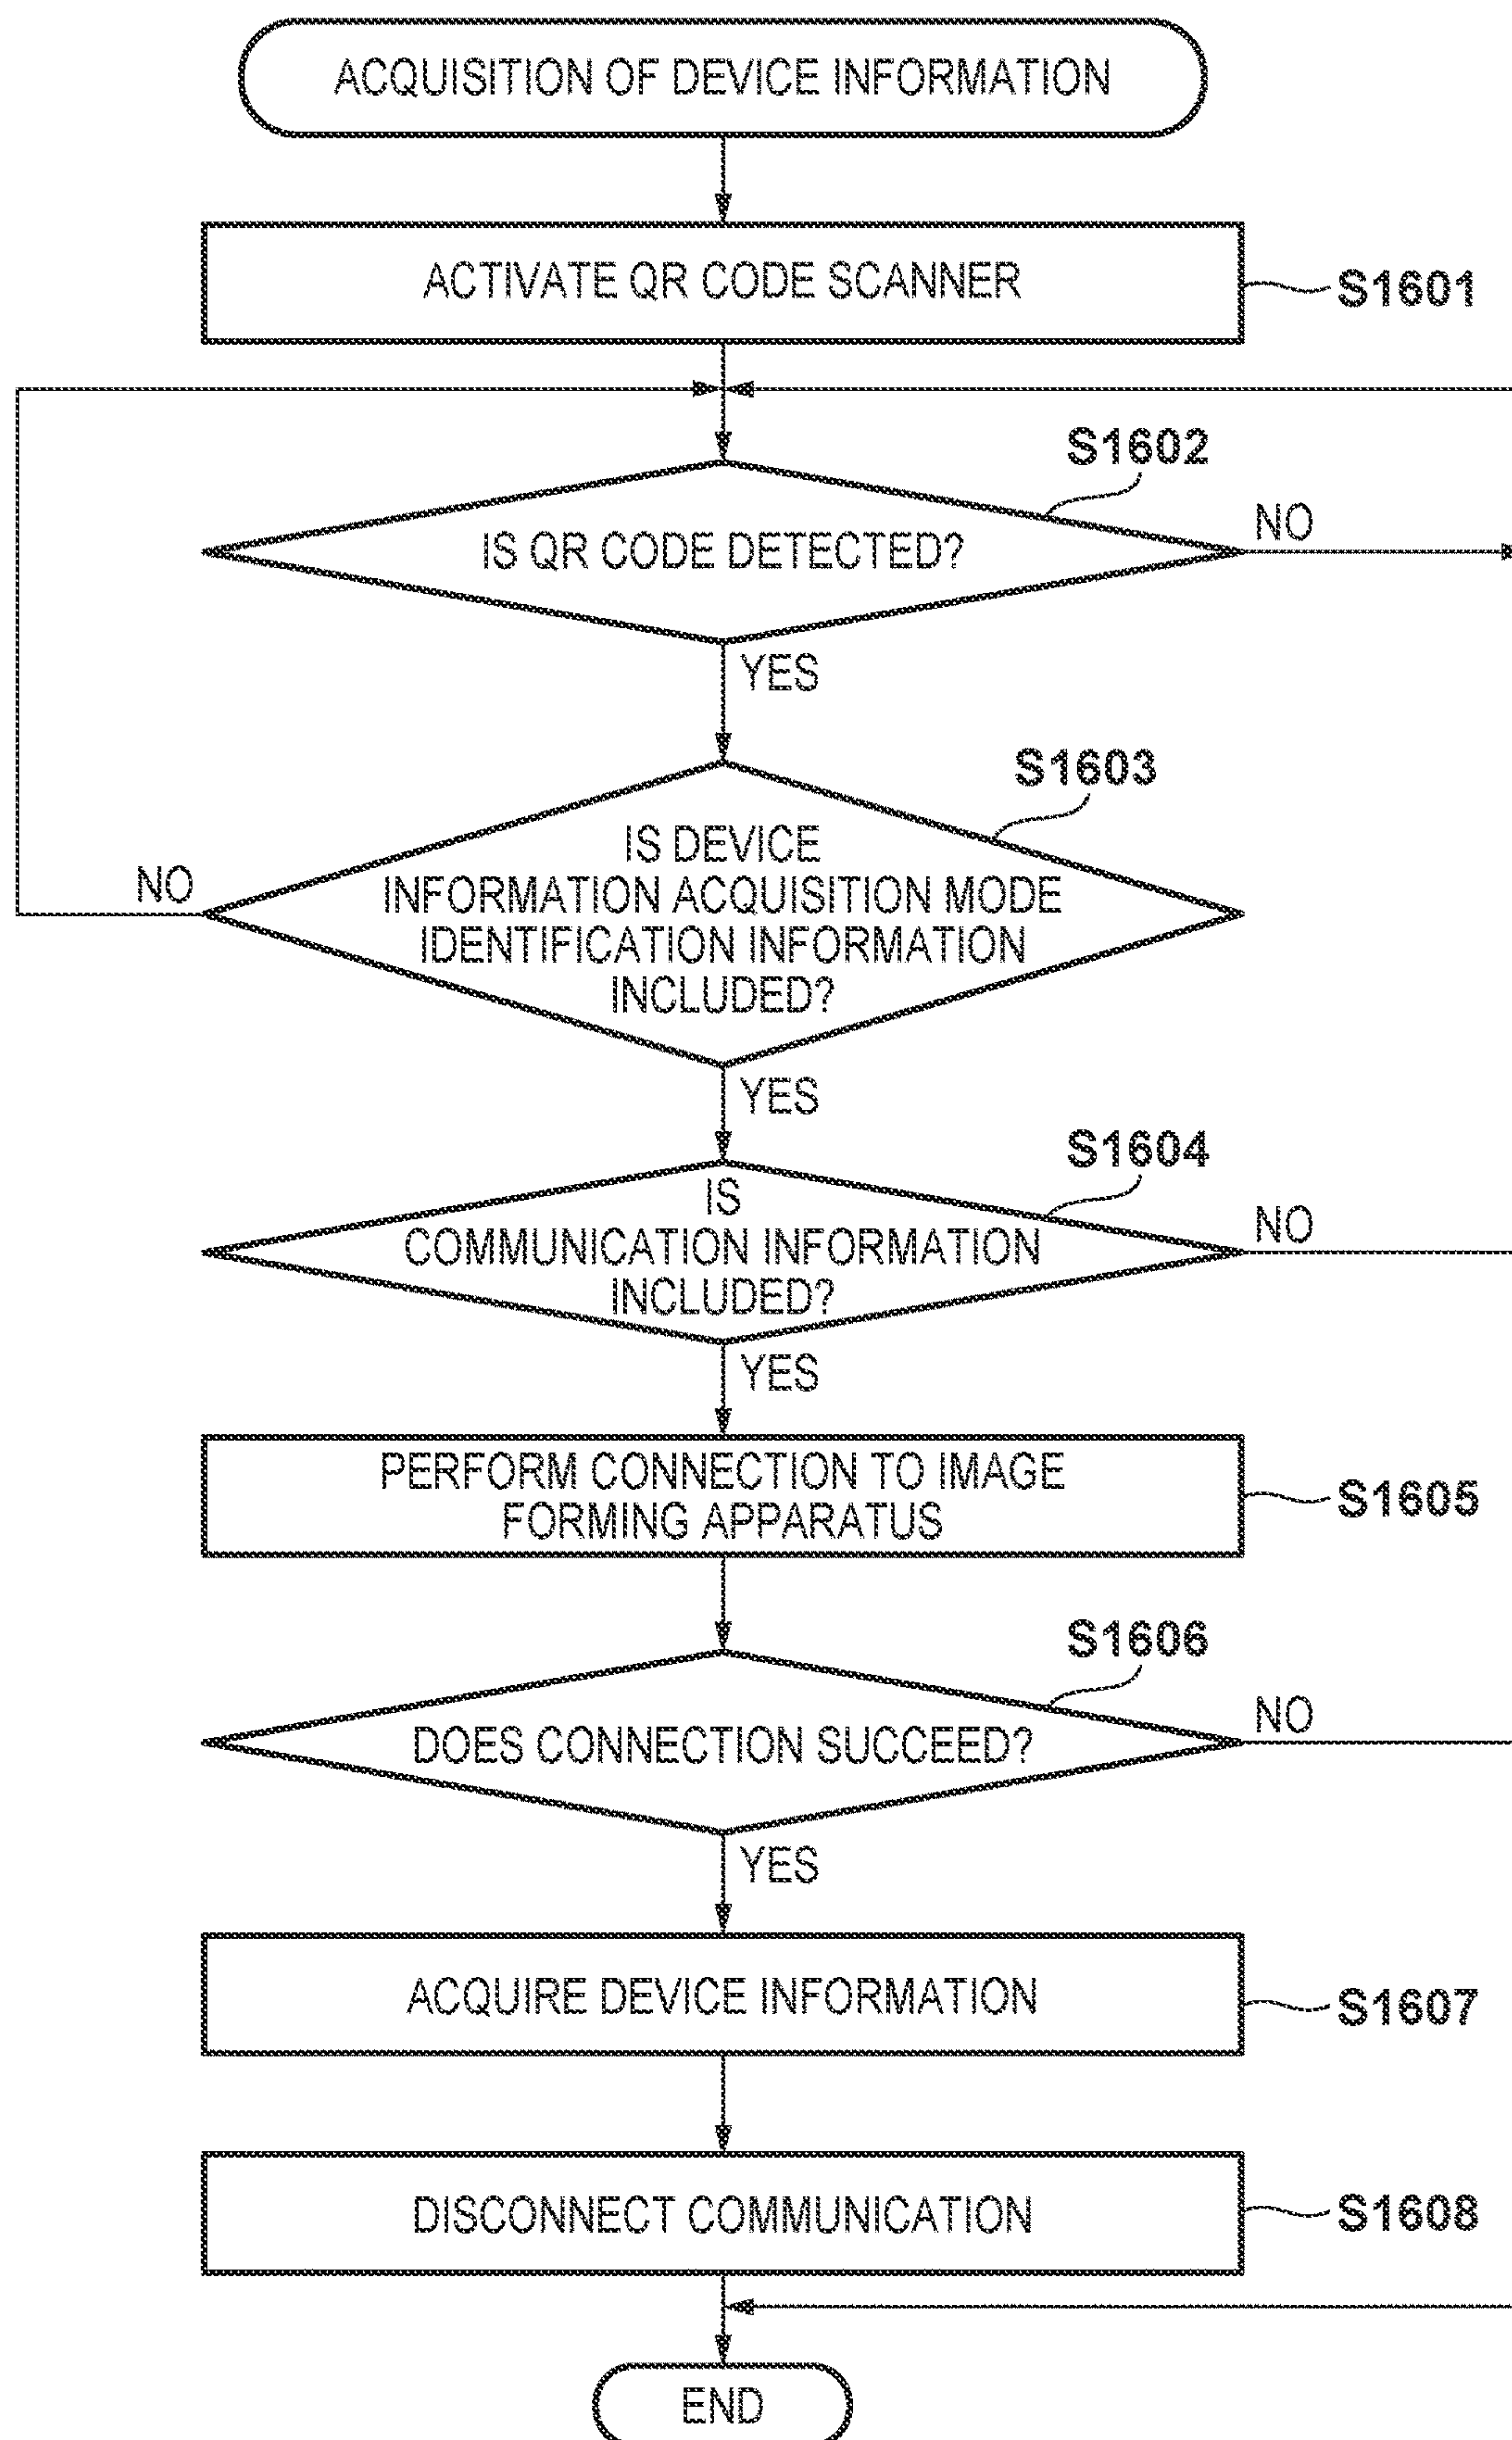 ACQUISITION OF DEVICE INFORMATION
ACTIVATE QR CODE SCANNER
S1601
S1602
IS QR CODE DETECTED?
NO
YES
S1603
IS DEVICE
INFORMATION ACQUISITION MODE
IDENTIFICATION INFORMATION
INCLUDED?
NO
YES
S1604
IS
COMMUNICATION INFORMATION
INCLUDED?
NO
YES
PERFORM CONNECTION TO IMAGE
FORMING APPARATUS
S1605
S1606
DOES CONNECTION SUCCEED?
NO
YES
ACQUIRE DEVICE INFORMATION
S1607
DISCONNECT COMMUNICATION
S1608
END